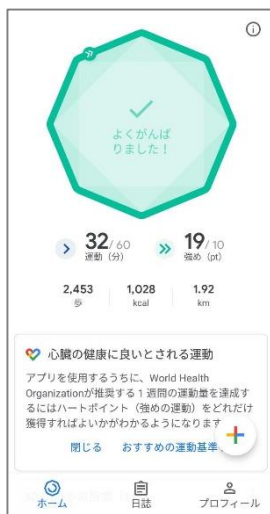 よくがんば
りました！
32/60
運動（分）
19/10
強め（pt）
2,453
歩
1,028
kcal
1.92
km
心臓の健康に良いとされる運動
アプリを使用するうちに、World Health
Organizationが推奨する 1 週間の運動量を達成す
るにはハートポイント（強めの運動）をどれだけ
獲得すればよいかがわかるようになります
閉じる
おすすめの運動基準
ホーム
日誌
プロフィール